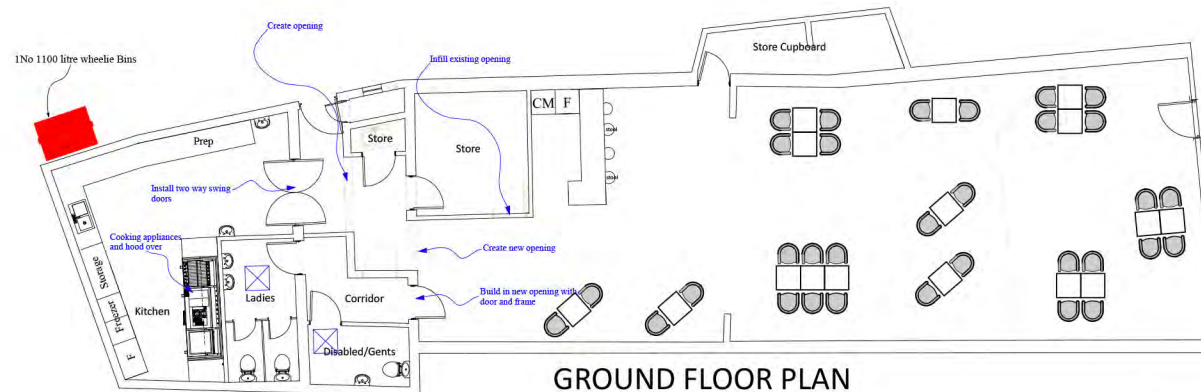 Create opening
Store Cupboard
1No 1100 litre wheelie Bins
Infill existing opening
CM F
stool
Prep
Store
Store
stool
Install two way swing
doors
Cooking appliances
and hood over
Create new opening
Storage
Freezer
F
Kitchen
Ladies
Corridor
Build in new opening with
door and frame
Disabled/Gents
GROUND FLOOR PLAN